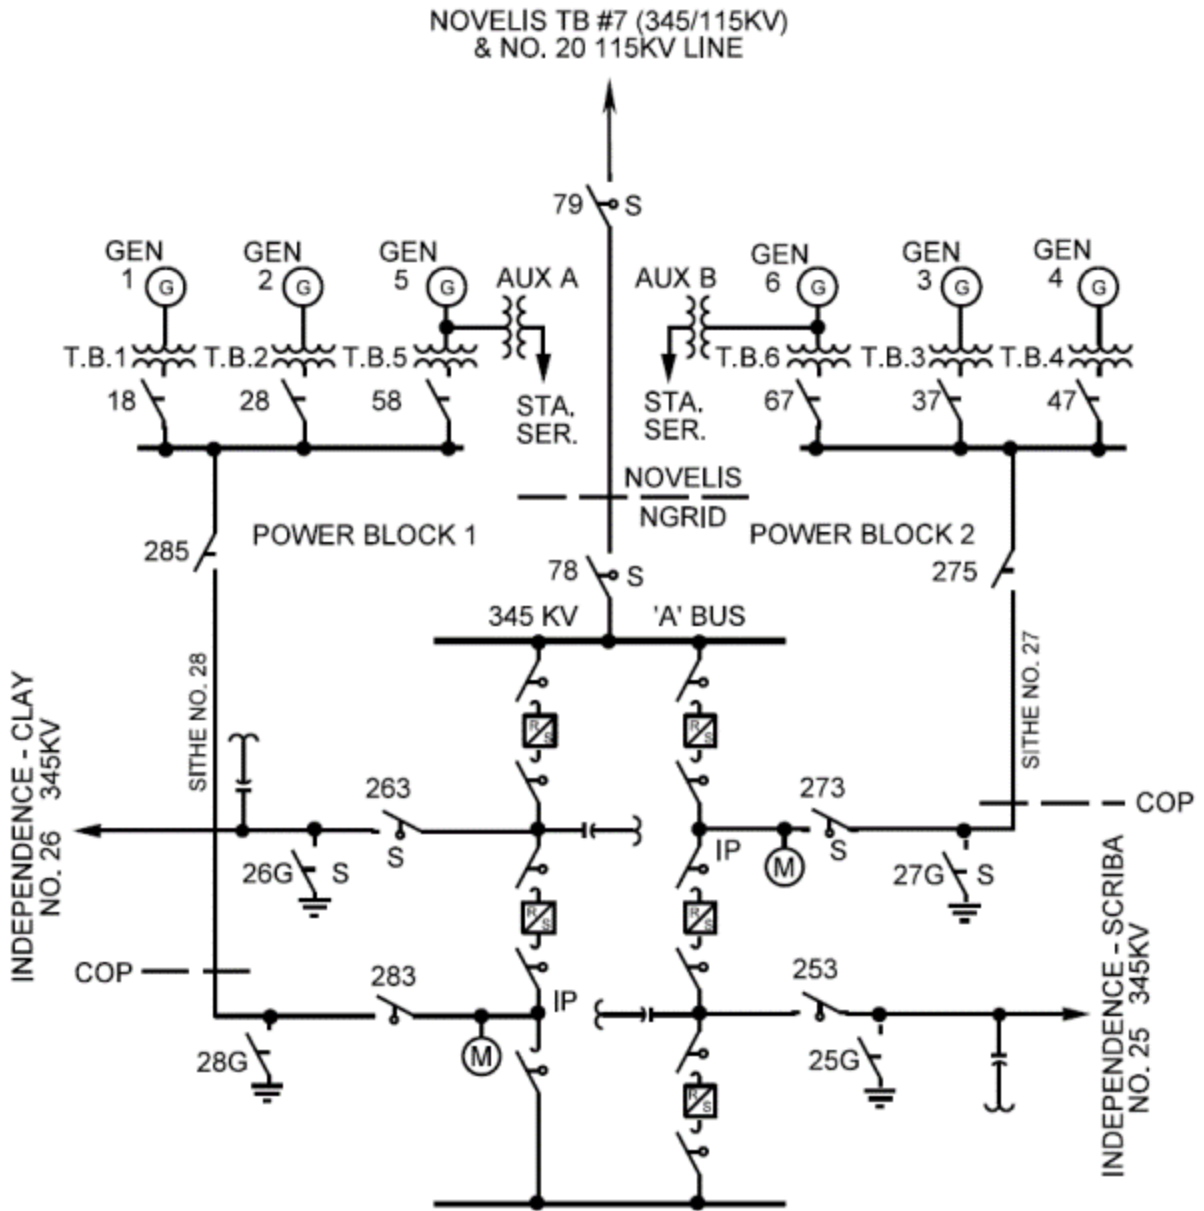 NOVELIS TB #7 (345/115KV)
& NO. 20 115KV LINE
79 S
GEN
1 G
GEN
2 G
GEN
5 G
AUX A
AUX B
GEN
6 G
GEN
3 G
GEN
4 G
T.B.1
T.B.2
T.B.5
T.B.6
T.B.3
T.B.4
18
28
58
STA.
SER.
STA.
SER.
67
37
47
NOVELIS
NGRID
285
POWER BLOCK 1
POWER BLOCK 2
275
78 S
345 KV 'A' BUS
SITHE NO. 28
SITHE NO. 27
R/S
R/S
INDEPENDENCE - CLAY
NO. 26 345KV
263
S
273
S
COP
IP
M
26G S
27G S
R/S
R/S
INDEPENDENCE - SCRIBA
NO. 25 345KV
COP
283
IP
253
28G
M
25G
R/S